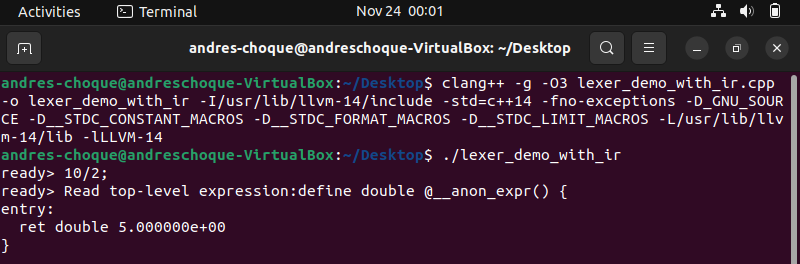 Activities Terminal Nov 24 00:01
andres-choque@andreschoque-VirtualBox: ~/Desktop
andres-choque@andreschoque-VirtualBox:~/Desktop$ clang++ -g -O3 lexer_demo_with_ir.cpp
-o lexer_demo_with_ir -I/usr/lib/llvm-14/include -std=c++14 -fno-exceptions -D_GNU_SOUR
CE -D__STDC_CONSTANT_MACROS -D__STDC_FORMAT_MACROS -D__STDC_LIMIT_MACROS -L/usr/lib/llv
m-14/lib -lLLVM-14
andres-choque@andreschoque-VirtualBox:~/Desktop$ ./lexer_demo_with_ir
ready> 10/2;
ready> Read top-level expression:define double @__anon_expr() {
entry:
  ret double 5.000000e+00
}